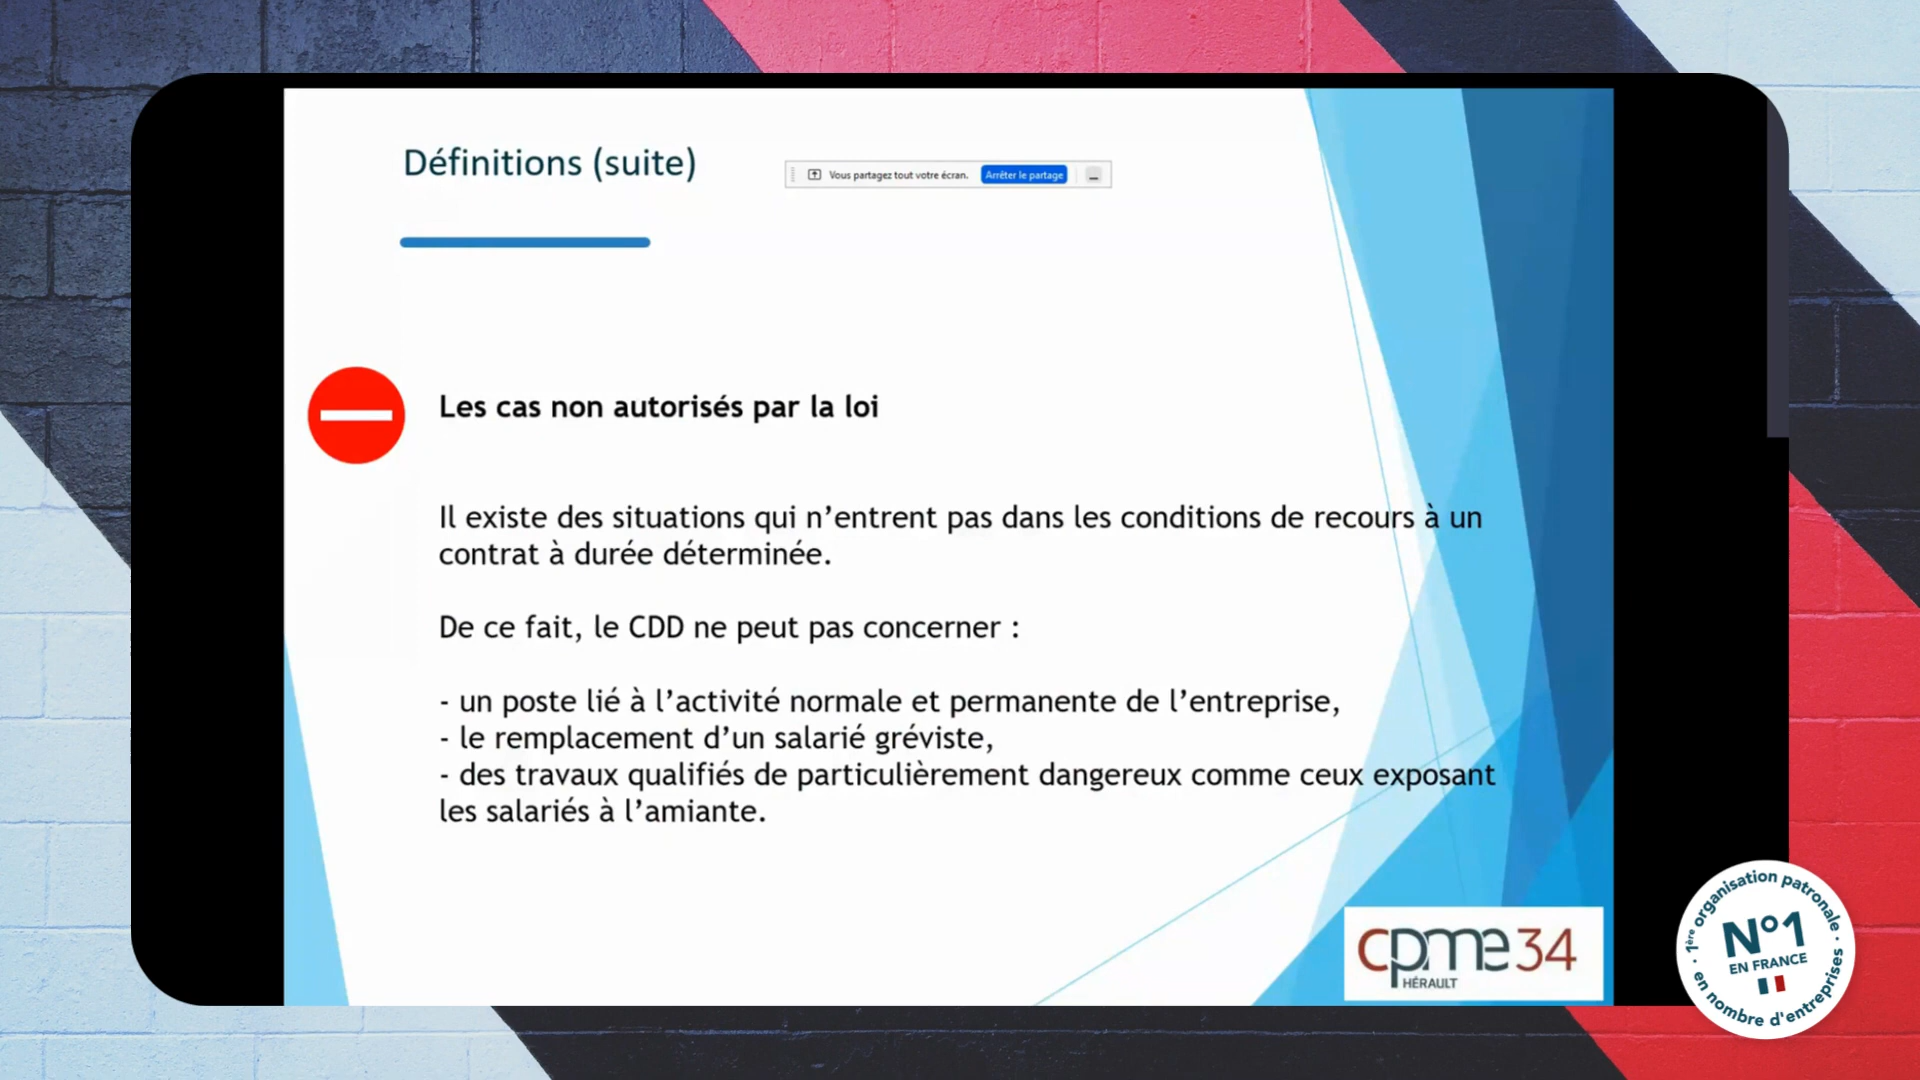 Définitions (suite)
Vous partagez tout votre écran. Arrêter le partage
Les cas non autorisés par la loi
Il existe des situations qui n’entrent pas dans les conditions de recours à un
contrat à durée déterminée.
De ce fait, le CDD ne peut pas concerner :
- un poste lié à l’activité normale et permanente de l’entreprise,
- le remplacement d’un salarié gréviste,
- des travaux qualifiés de particulièrement dangereux comme ceux exposant
les salariés à l’amiante.
cpme34
HÉRAULT
· 1ère organisation patronale ·
N°1
EN FRANCE
en nombre d'entreprises